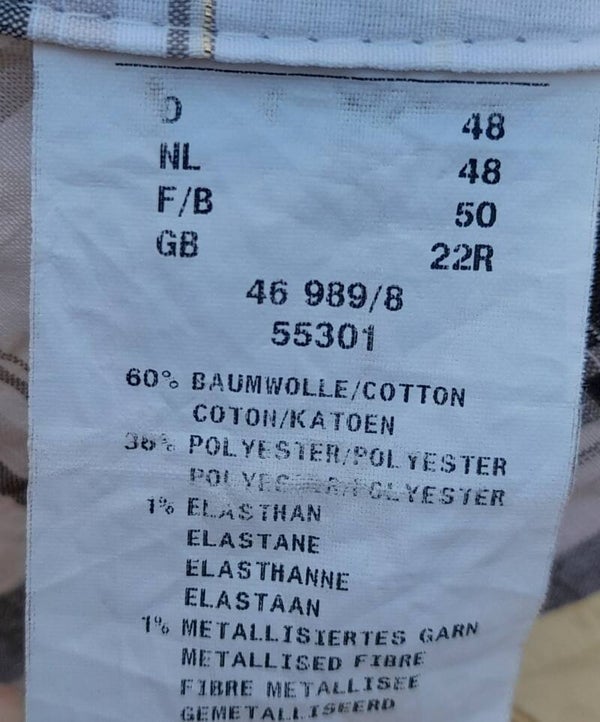 D 48
NL 48
F/B 50
GB 22R
46 989/8
55301
60% BAUMWOLLE/COTTON
COTON/KATOEN
38% POLYESTER/POLYESTER
POLYESTER/POLYESTER
1% ELASTHAN
ELASTANE
ELASTHANNE
ELASTAAN
1% METALLISIERTES GARN
METALLISED FIBRE
FIBRE METALLISEE
GEMETALLISEERD